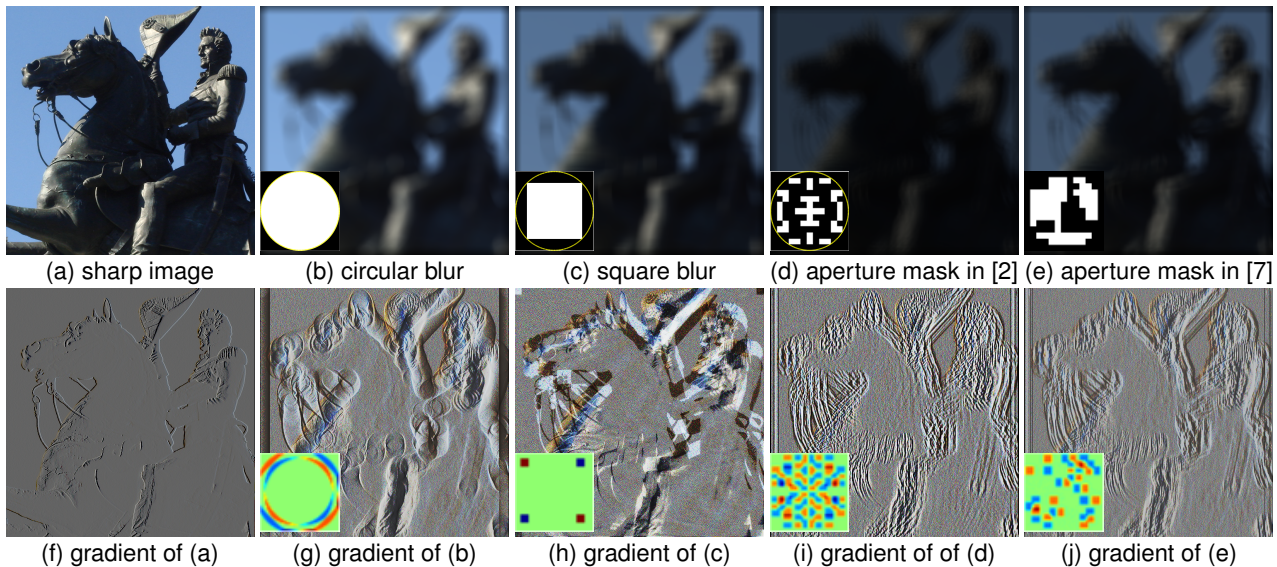 (a) sharp image
(b) circular blur
(c) square blur
(d) aperture mask in [2]
(e) aperture mask in [7]
(f) gradient of (a)
(g) gradient of (b)
(h) gradient of (c)
(i) gradient of of (d)
(j) gradient of (e)